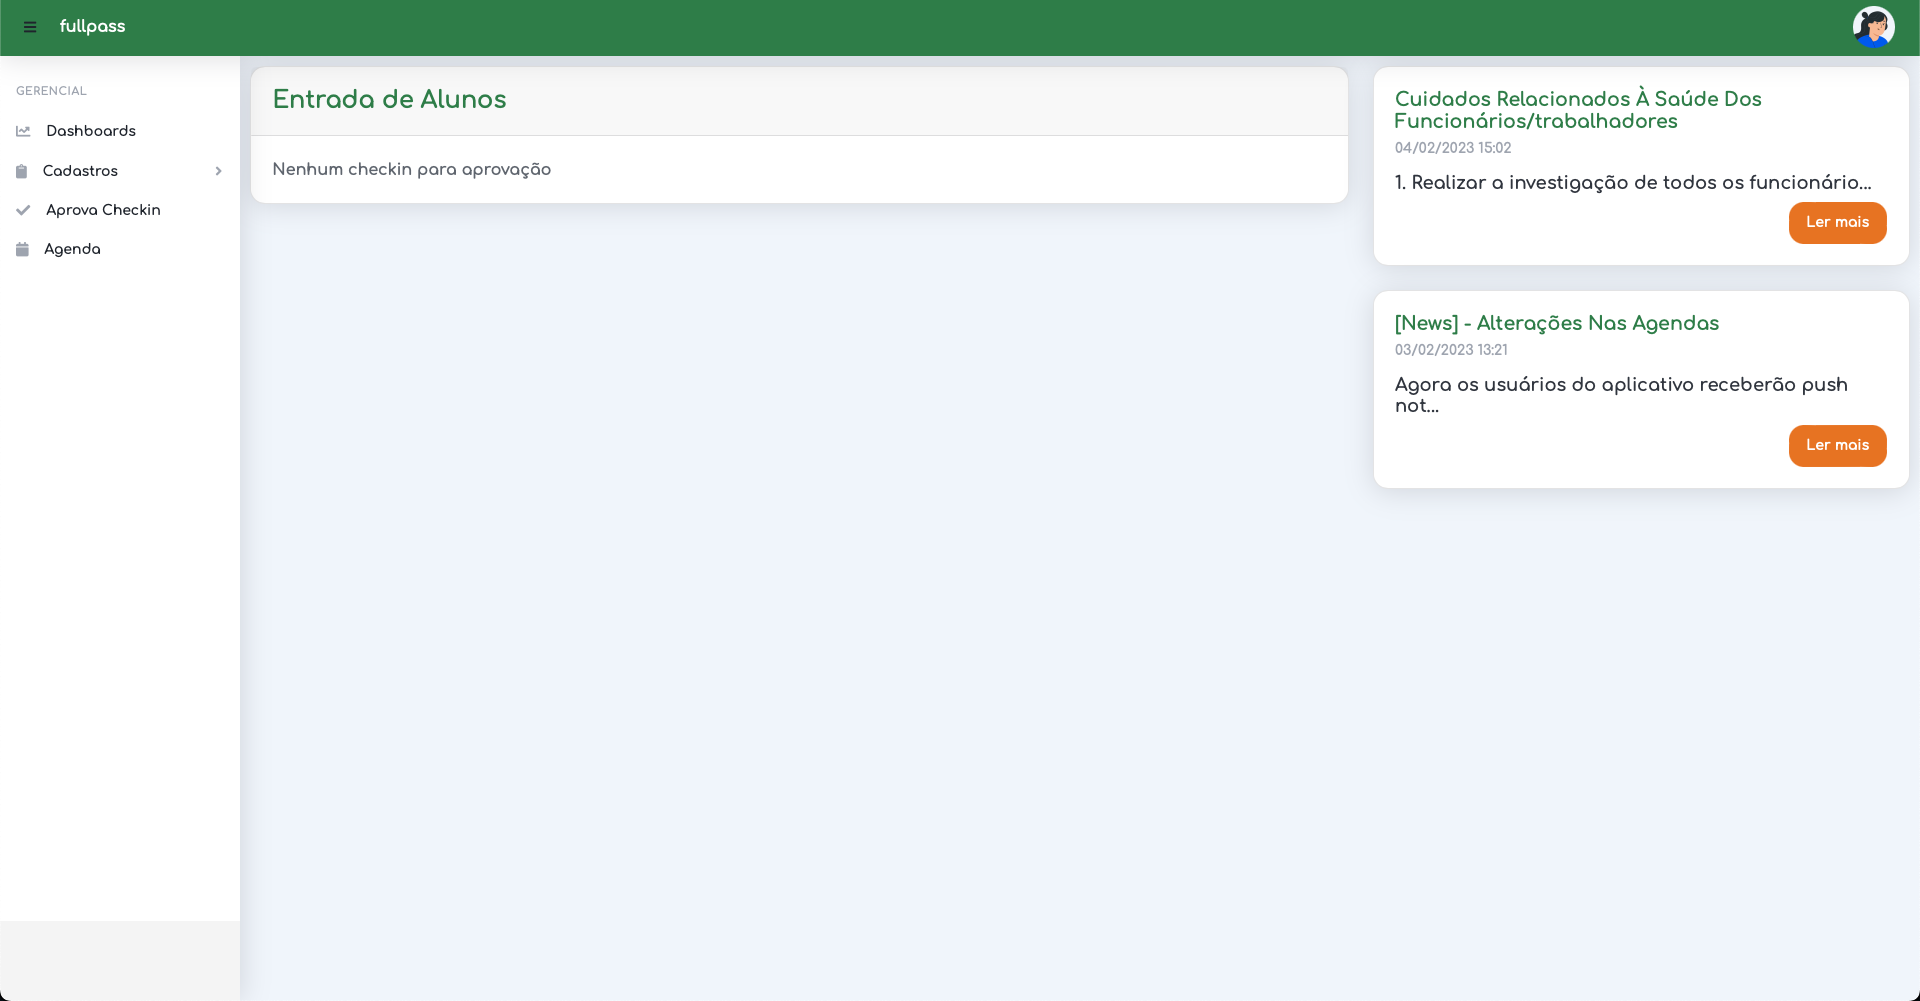 fullpass
GERENCIAL
Dashboards
Cadastros
Aprova Checkin
Agenda
Entrada de Alunos
Nenhum checkin para aprovação
Cuidados Relacionados À Saúde Dos
Funcionários/trabalhadores
04/02/2023 15:02
1. Realizar a investigação de todos os funcionário...
Ler mais
[News] - Alterações Nas Agendas
03/02/2023 13:21
Agora os usuários do aplicativo receberão push
not...
Ler mais